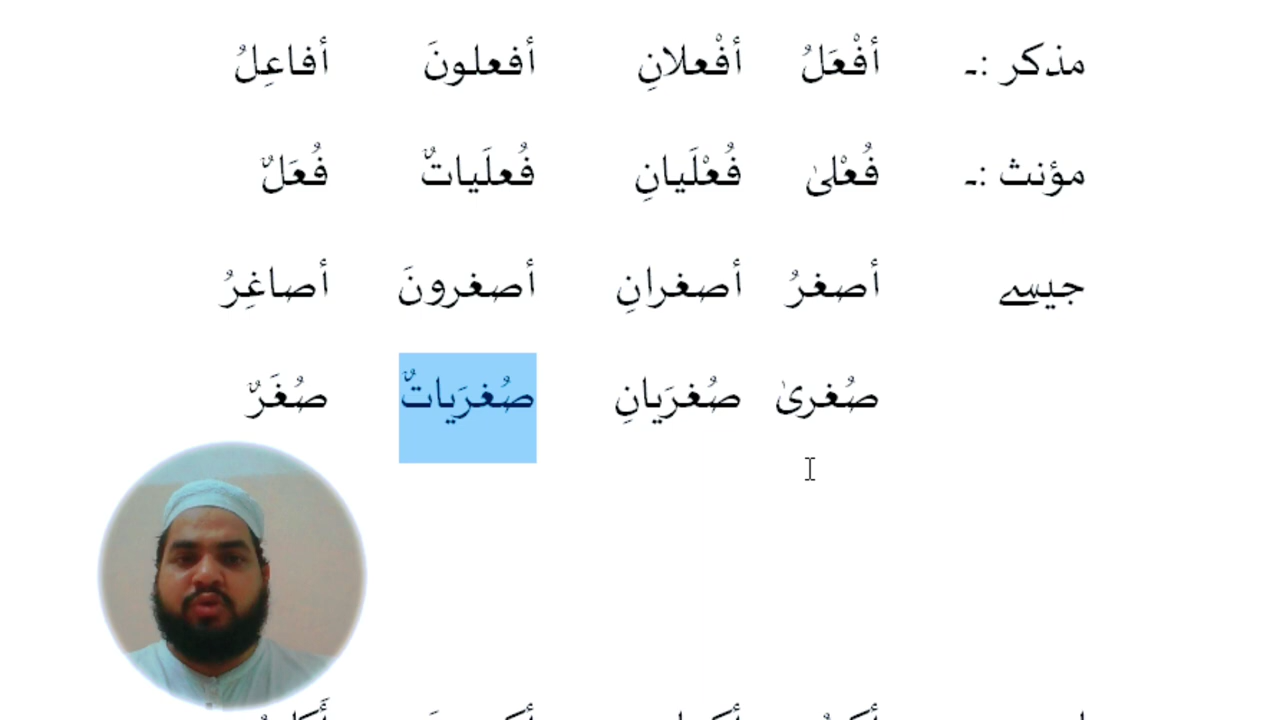 مذکر :۔ أفْعَلُ أفْعلانِ أفعلونَ أفاعِلُ
مؤنث :۔ فُعْلیٰ فُعْلَیانِ فُعلَیاتٌ فُعَلٌ
جیسے أصغرُ أصغرانِ أصغرونَ أصاغِرُ
صُغریٰ صُغرَیانِ صُغرَیاتٌ صُغَرٌ